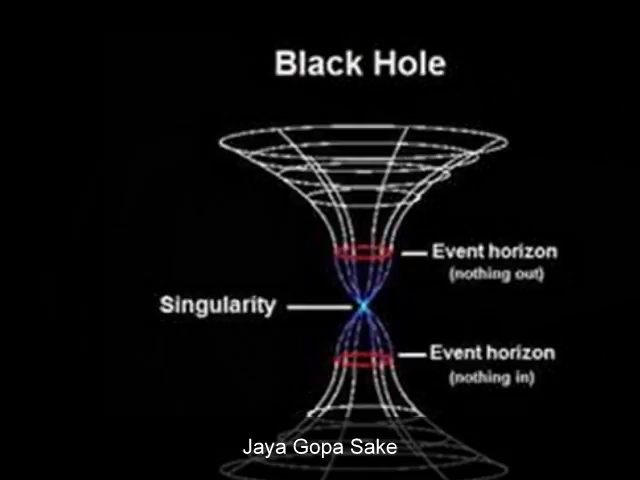 Black Hole
Event horizon
(nothing out)
Singularity
Event horizon
(nothing in)
Jaya Gopa Sake